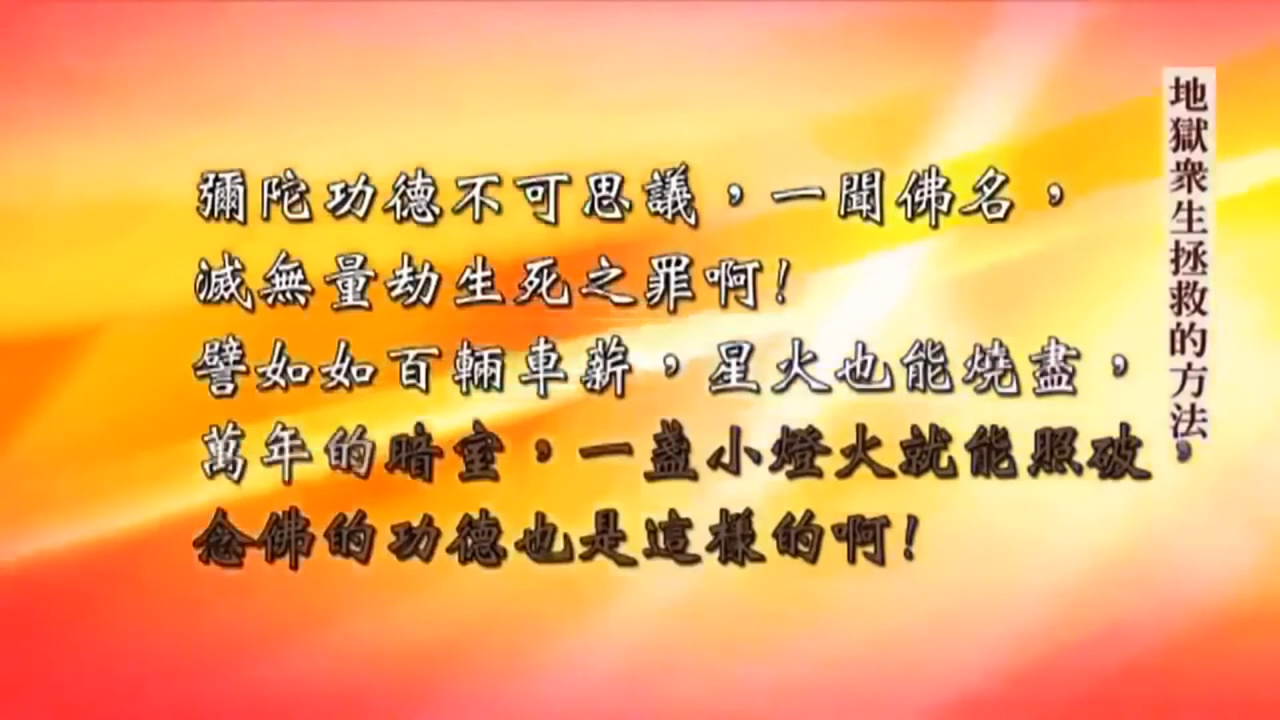 彌陀功德不可思議，一聞佛名，
滅無量劫生死之罪啊！
譬如如百輛車薪，星火也能燒盡，
萬年的暗室，一盞小燈火就能照破，
念佛的功德也是這樣的啊！
地獄衆生拯救的方法